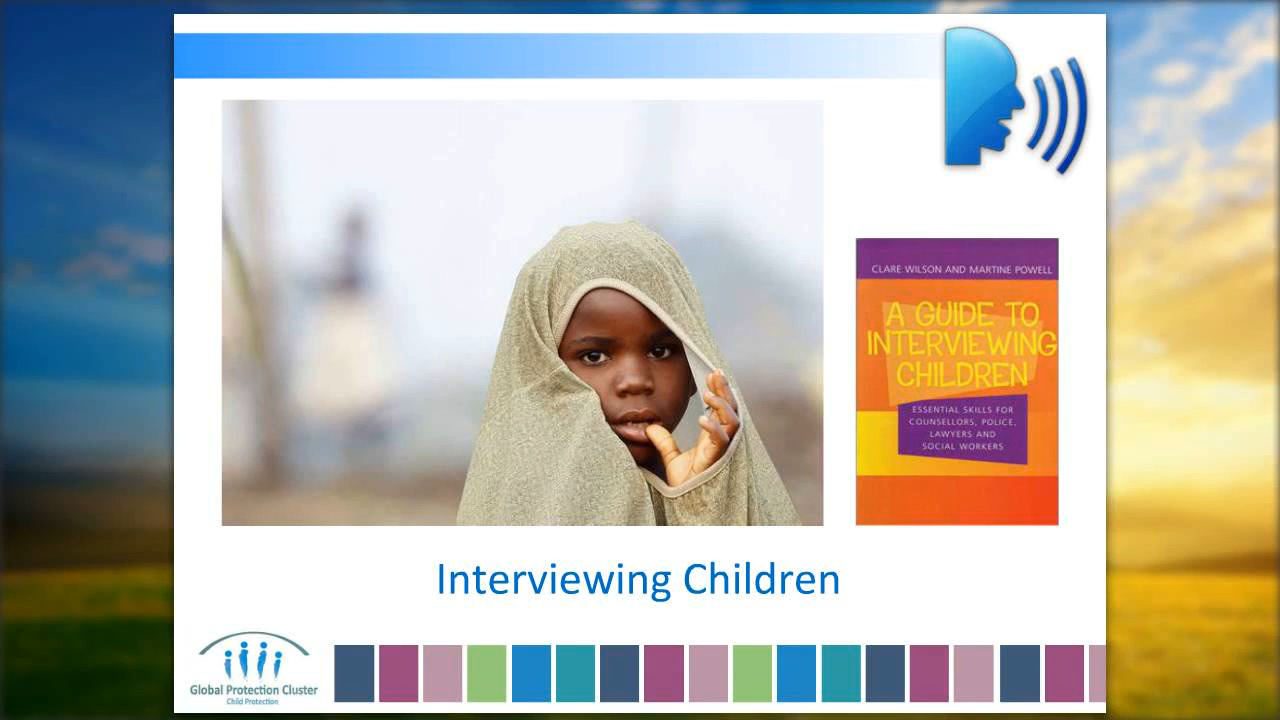 CLARE WILSON AND MARTINE POWELL
A GUIDE TO
INTERVIEWING
CHILDREN
ESSENTIAL SKILLS FOR
COUNSELLORS, POLICE,
LAWYERS AND
SOCIAL WORKERS
Interviewing Children
Global Protection Cluster
Child Protection